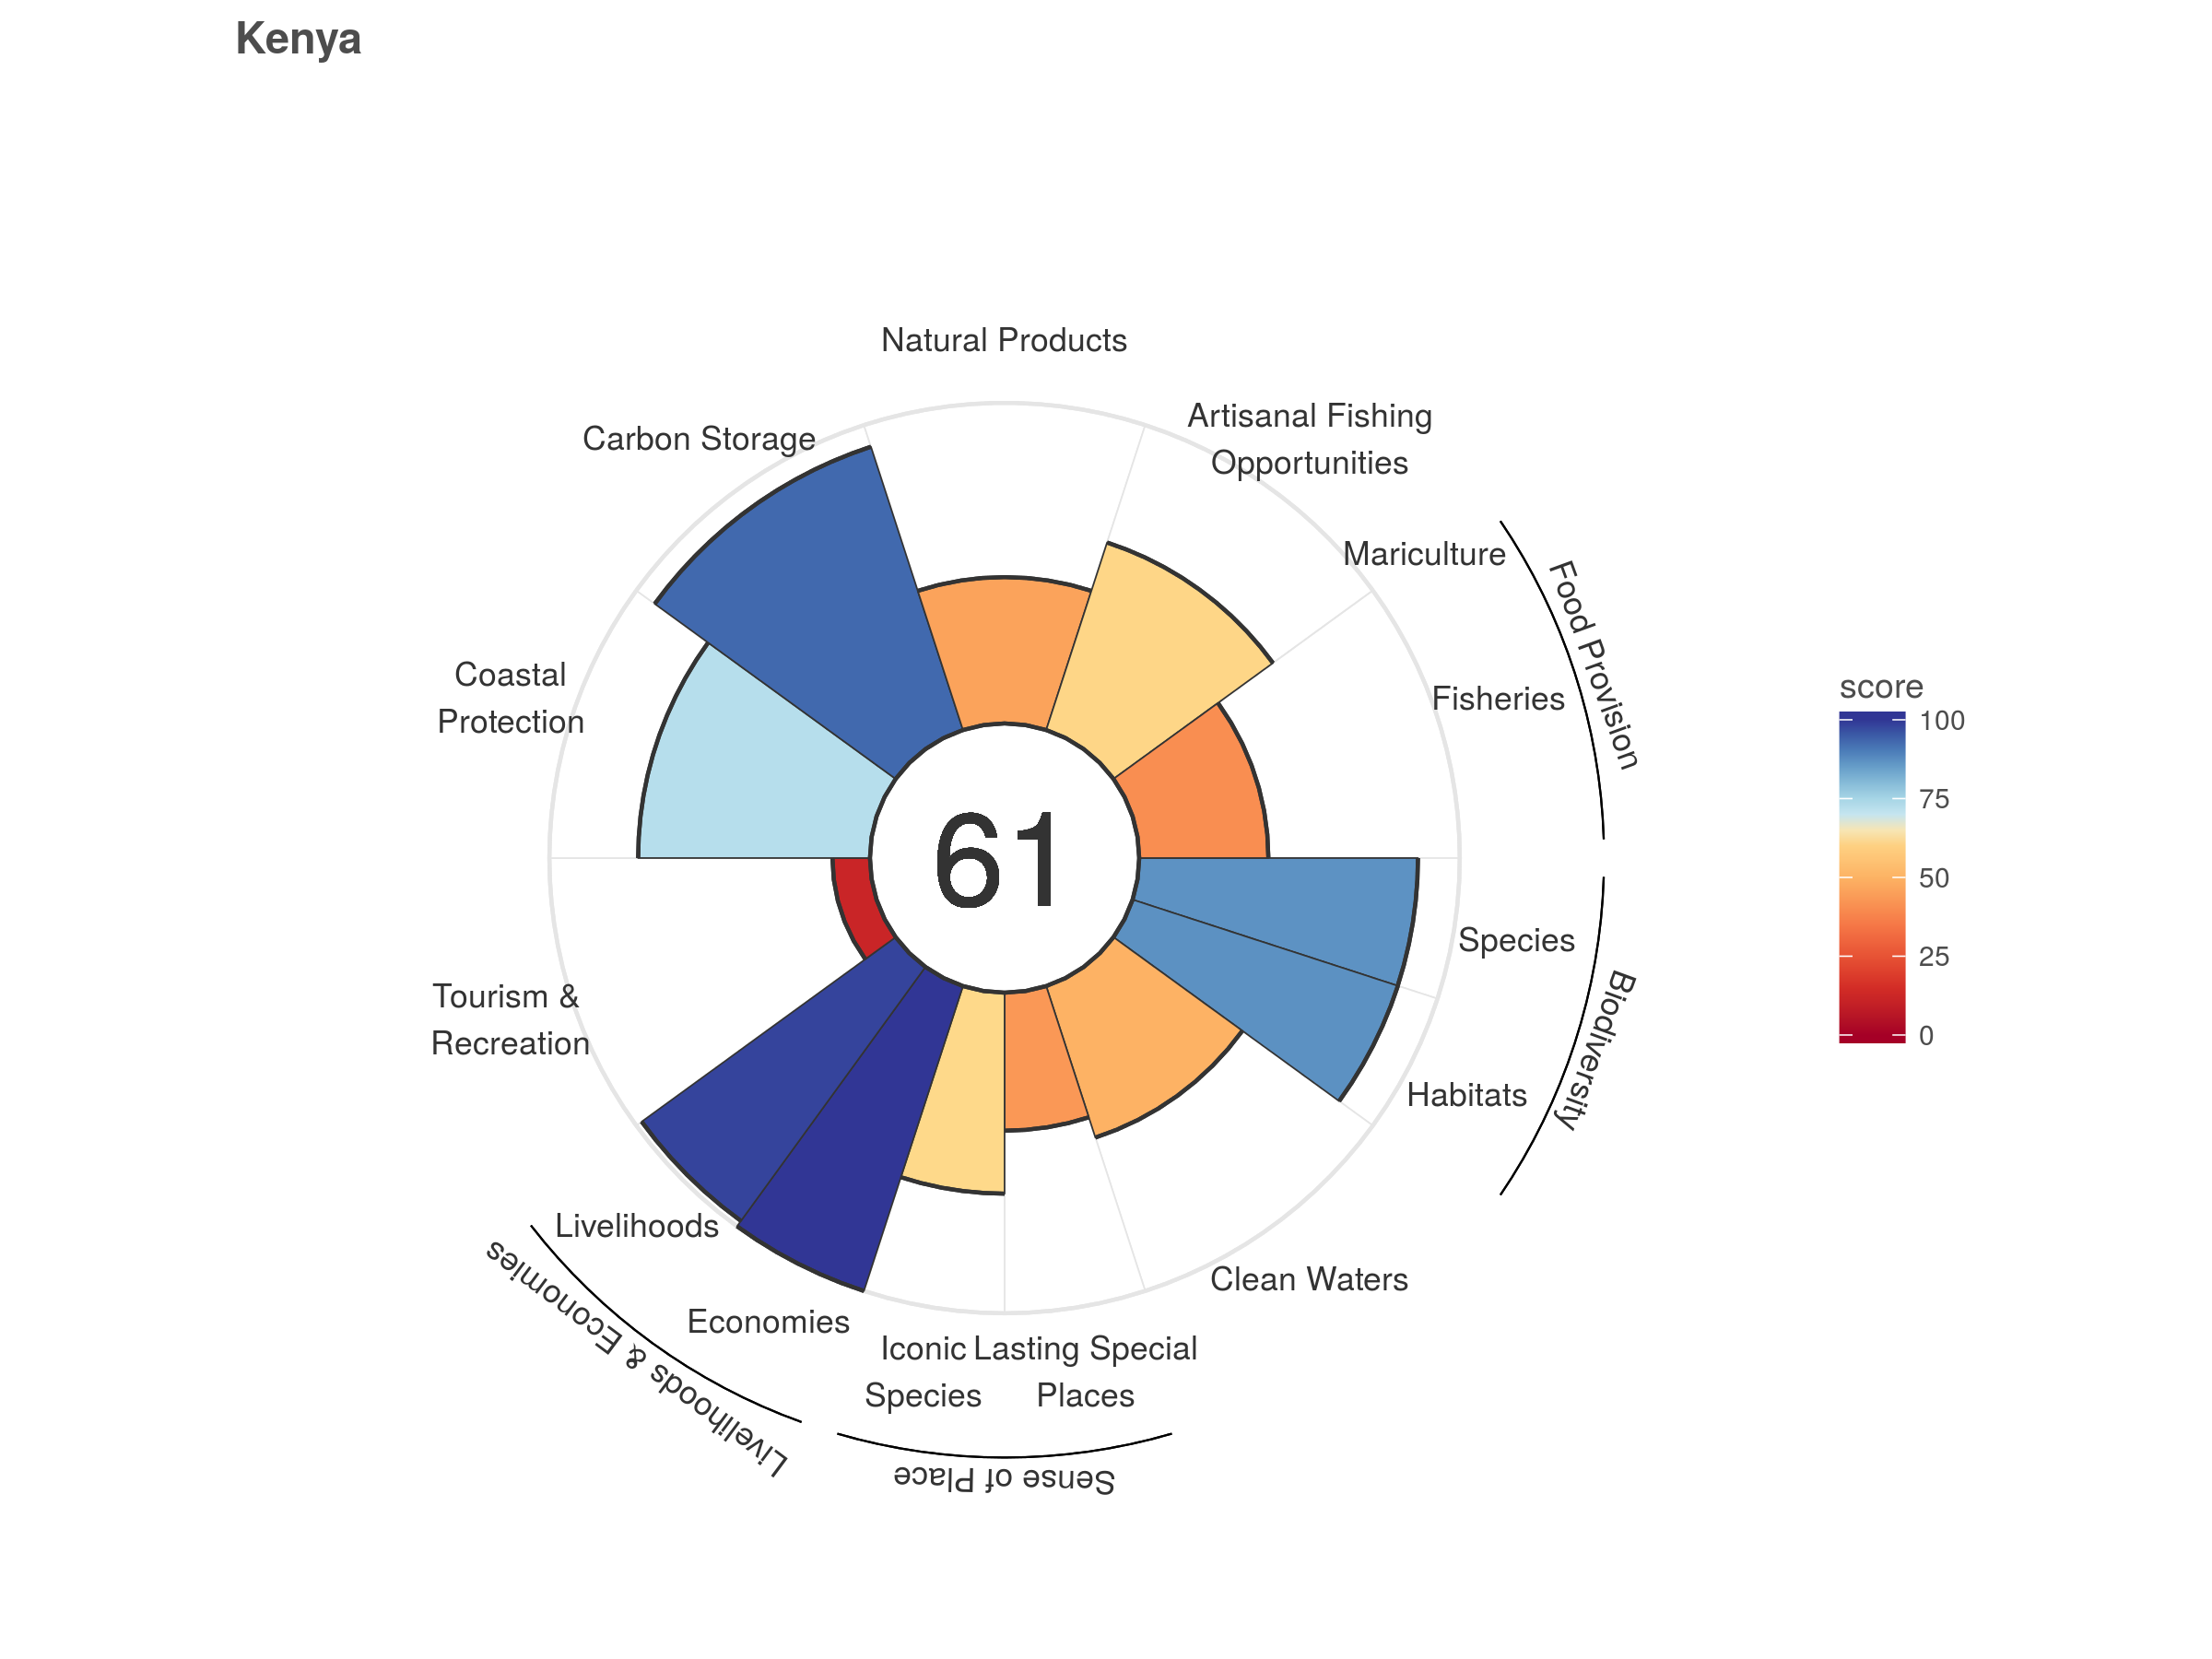 Kenya
Natural Products
Artisanal Fishing
Opportunities
Carbon Storage
Mariculture
Food Provision
Coastal
Protection
Fisheries
score
100
75
50
25
0
61
Species
Biodiversity
Tourism &
Recreation
Habitats
Livelihoods
Clean Waters
Economies
Livelihoods & Economies
Iconic
Species
Lasting Special
Places
Sense of Place